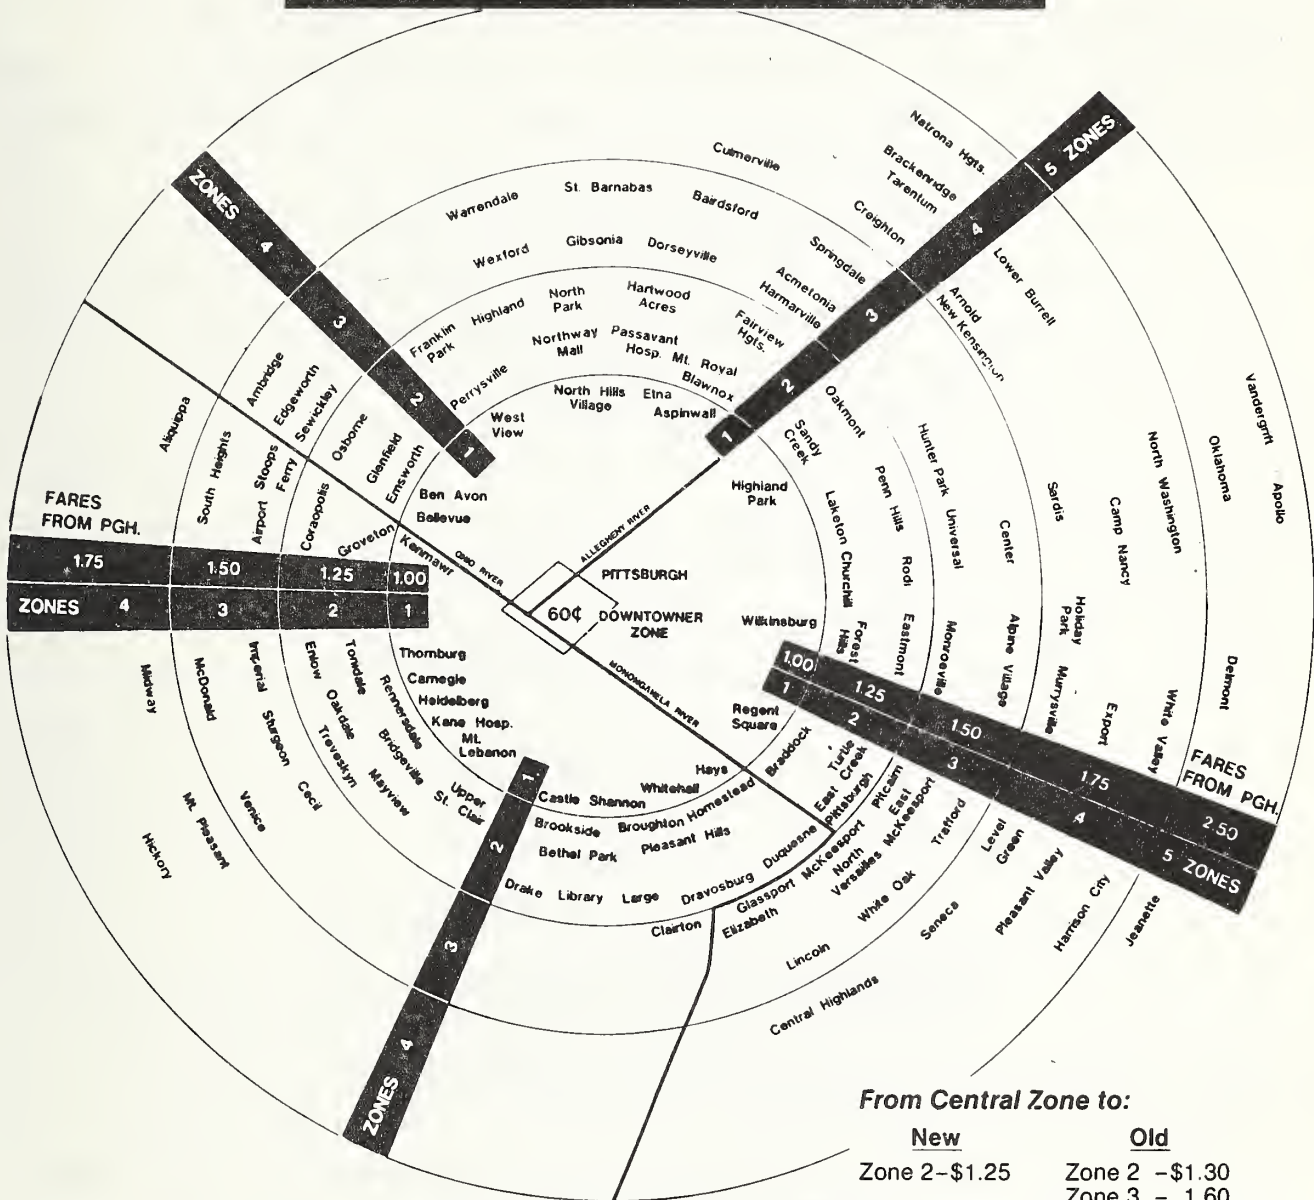 Natrona Hgts.
5 ZONES
Culmerville
Brackenridge
Tarentum
ZONES
St. Barnabas
Warrendale
Bairdsford
Creighton
4
4
Wexford
Gibsonia
Dorseyville
Springdale
Lower Burrell
Acmetonia
Harmarville
Arnold
New Kensington
3
3
Franklin
Park
Highland
North
Park
Hartwood
Acres
Fairview
Hgts.
Northway
Mall
Passavant
Hosp.
Mt. Royal
Blawnox
2
2
Perrysville
West
View
North Hills
Village
Etna
Aspinwall
1
1
Ambridge
Edgeworth
Sewickley
Osborne
Glenfield
Emsworth
Ben Avon
Bellevue
Aliquippa
South Heights
Stoops
Ferry
Airport
Coraopolis
Groveton
Kenmawr
Oakmont
Sandy
Creek
Highland
Park
Hunter Park
Penn Hills
Laketon
Churchill
Universal
Rodi
Center
Sardis
Camp Nancy
North Washington
Oklahoma
Vandergrift
Apollo
FARES
FROM PGH.
1.75
1.50
1.25
1.00
ZONES 4
3
2
1
OHIO RIVER
ALLEGHENY RIVER
PITTSBURGH
60¢
DOWNTOWNER
ZONE
MONONGAHELA RIVER
Wilkinsburg
Forest
Hills
Eastmont
Monroeville
Alpine Village
Holiday
Park
Murrysville
Export
White Valley
Delmont
Thornburg
Carnegie
Heidelberg
Kane Hosp.
Mt.
Lebanon
Midway
McDonald
Imperial
Enlow
Tonidale
Rennersdale
Oakdale
Sturgeon
Treveskyn
Bridgeville
Cecil
Mayview
Upper
St. Clair
Venice
Mt. Pleasant
Hickory
1.00
1.25
1.50
1.75
2.50
1
2
3
4
5 ZONES
FARES
FROM PGH.
Regent
Square
Hays
Whitehall
Braddock
Turtle
Creek
East
Pittsburgh
Pitcairn
East
McKeesport
Trafford
Level
Green
Pleasant Valley
Harrison City
Jeanette
1
Castle Shannon
Brookside
Broughton
Homestead
Bethel Park
Pleasant Hills
2
Drake
Library
Large
Dravosburg
Duquesne
McKeesport
North
Versailles
White Oak
Seneca
Glassport
Elizabeth
Clairton
Lincoln
Central Highlands
3
4
ZONES
From Central Zone to:
New Old
Zone 2-$1.25 Zone 2 -$1.30
Zone 3 - 1.60